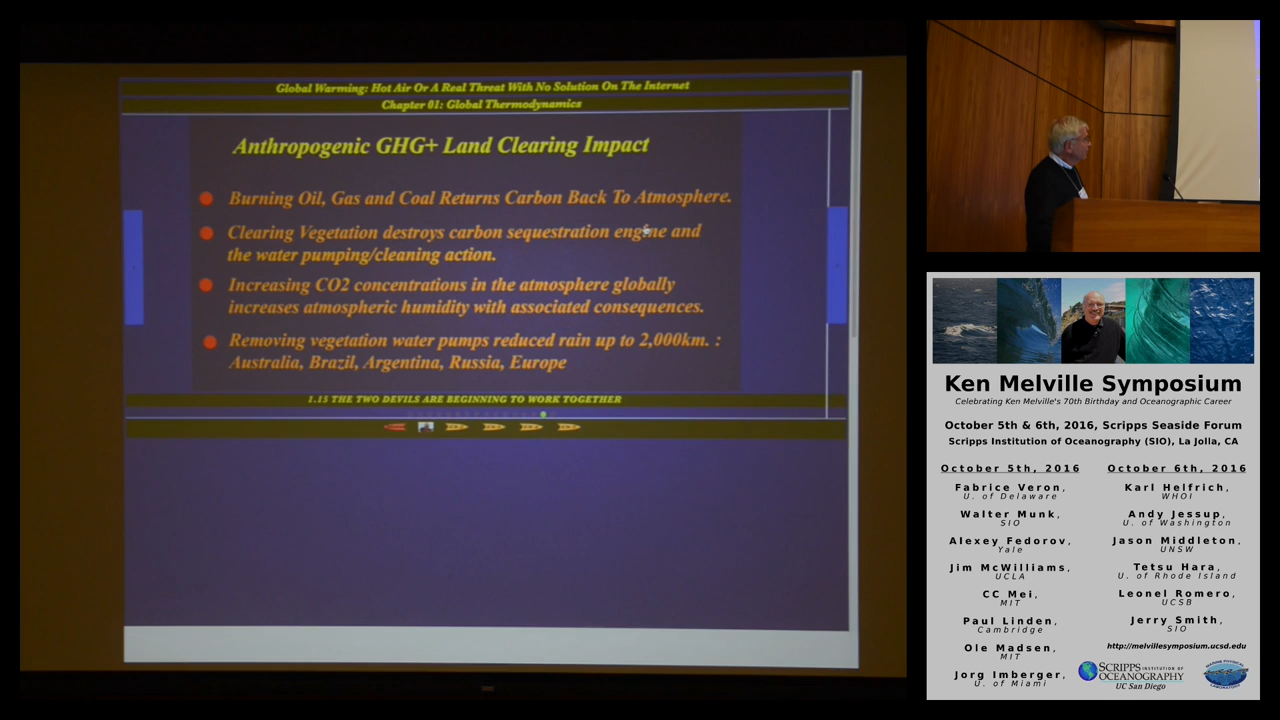 Global Warming: Hot Air Or A Real Threat With No Solution On The Internet
Chapter 01: Global Thermodynamics
Anthropogenic GHG+ Land Clearing Impact
Burning Oil, Gas and Coal Returns Carbon Back To Atmosphere.
Clearing Vegetation destroys carbon sequestration engine and
the water pumping/cleaning action.
Increasing CO2 concentrations in the atmosphere globally
increases atmospheric humidity with associated consequences.
Removing vegetation water pumps reduced rain up to 2,000km. :
Australia, Brazil, Argentina, Russia, Europe
1.15 THE TWO DEVILS ARE BEGINNING TO WORK TOGETHER
Ken Melville Symposium
Celebrating Ken Melville's 70th Birthday and Oceanographic Career
October 5th & 6th, 2016, Scripps Seaside Forum
Scripps Institution of Oceanography (SIO), La Jolla, CA
October 5th, 2016
Fabrice Veron,
U. of Delaware
Walter Munk,
SIO
Alexey Fedorov,
Yale
Jim McWilliams,
UCLA
CC Mei,
MIT
Paul Linden,
Cambridge
Ole Madsen,
MIT
Jorg Imberger,
U. of Miami
October 6th, 2016
Karl Helfrich,
WHOI
Andy Jessup,
U. of Washington
Jason Middleton,
UNSW
Tetsu Hara,
U. of Rhode Island
Leonel Romero,
UCSB
Jerry Smith,
SIO
http://melvillesymposium.ucsd.edu
SCRIPPS INSTITUTION OF
OCEANOGRAPHY
UC San Diego
MARINE PHYSICAL
LABORATORY